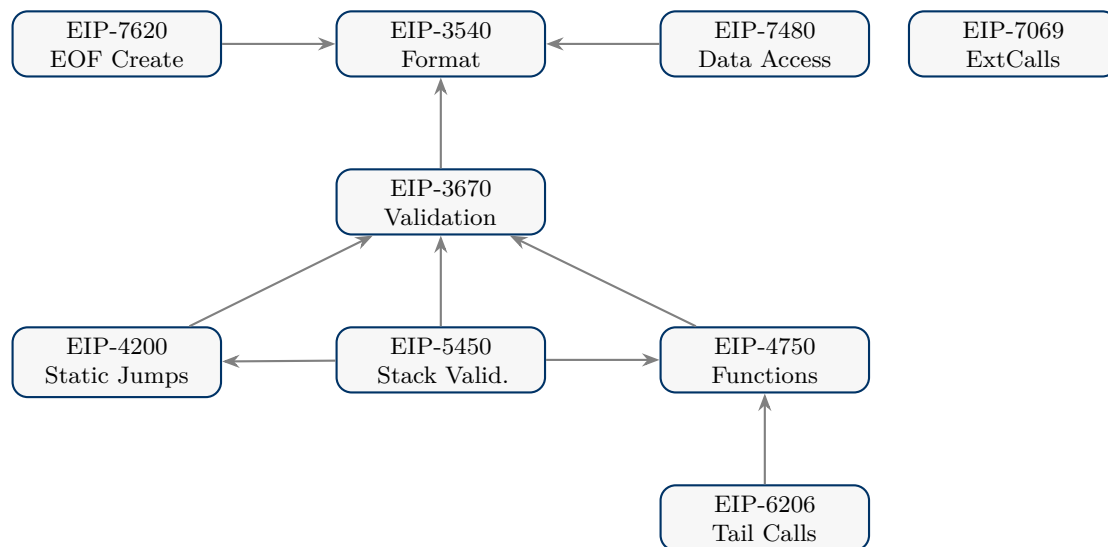 EIP-7620
EOF Create
EIP-3540
Format
EIP-7480
Data Access
EIP-7069
ExtCalls
EIP-3670
Validation
EIP-4200
Static Jumps
EIP-5450
Stack Valid.
EIP-4750
Functions
EIP-6206
Tail Calls